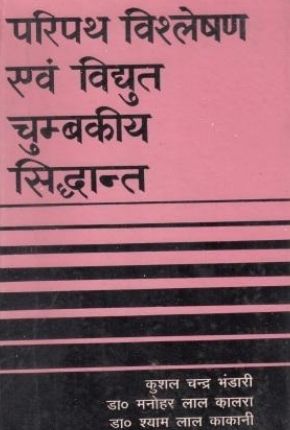 परिपथ विश्लेषण
एवं विद्युत
चुम्बकीय
सिद्धान्त
कुशल चन्द्र भंडारी
डा० मनोहर लाल कालरा
डा० श्याम लाल काकानी